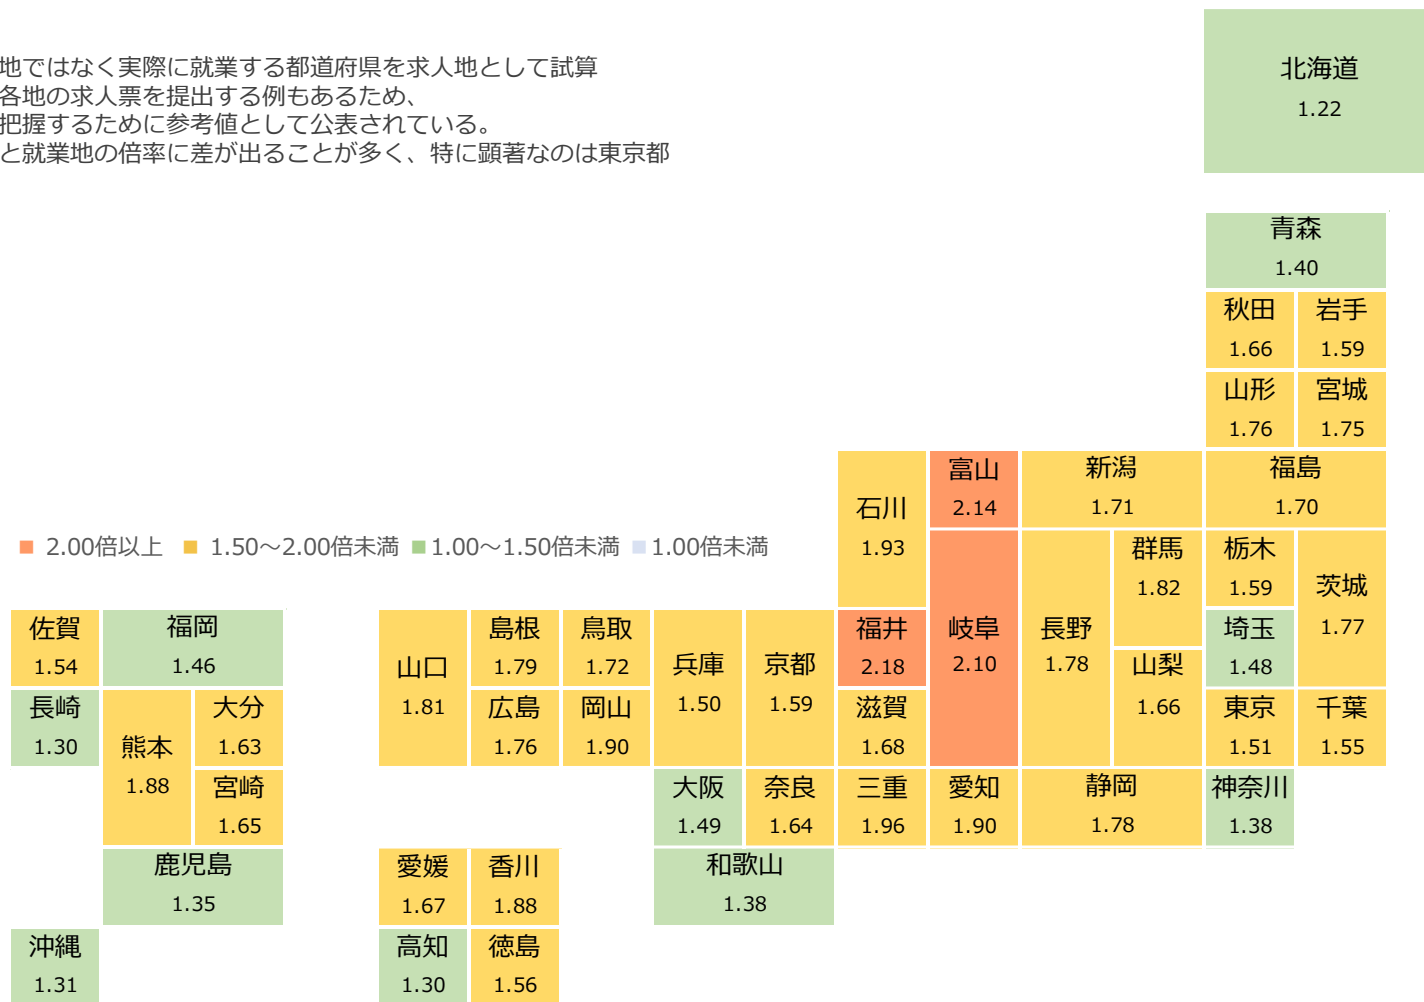 地ではなく実際に就業する都道府県を求人地として試算
各地の求人票を提出する例もあるため、
把握するために参考値として公表されている。
と就業地の倍率に差が出ることが多く、特に顕著なのは東京都
北海道
1.22
青森
1.40
秋田 岩手
1.66 1.59
山形 宮城
1.76 1.75
石川
1.93
富山
2.14
新潟
1.71
福島
1.70
■ 2.00倍以上 ■ 1.50～2.00倍未満 ■1.00～1.50倍未満 ■1.00倍未満
群馬
1.82
栃木
1.59
茨城
1.77
佐賀
1.54
福岡
1.46
山口
1.81
島根
1.79
鳥取
1.72
兵庫
1.50
京都
1.59
福井
2.18
岐阜
2.10
長野
1.78
山梨
1.66
埼玉
1.48
長崎
1.30
熊本
1.88
大分
1.63
広島
1.76
岡山
1.90
滋賀
1.68
東京
1.51
千葉
1.55
宮崎
1.65
大阪
1.49
奈良
1.64
三重
1.96
愛知
1.90
静岡
1.78
神奈川
1.38
鹿児島
1.35
愛媛
1.67
香川
1.88
和歌山
1.38
沖縄
1.31
高知
1.30
徳島
1.56